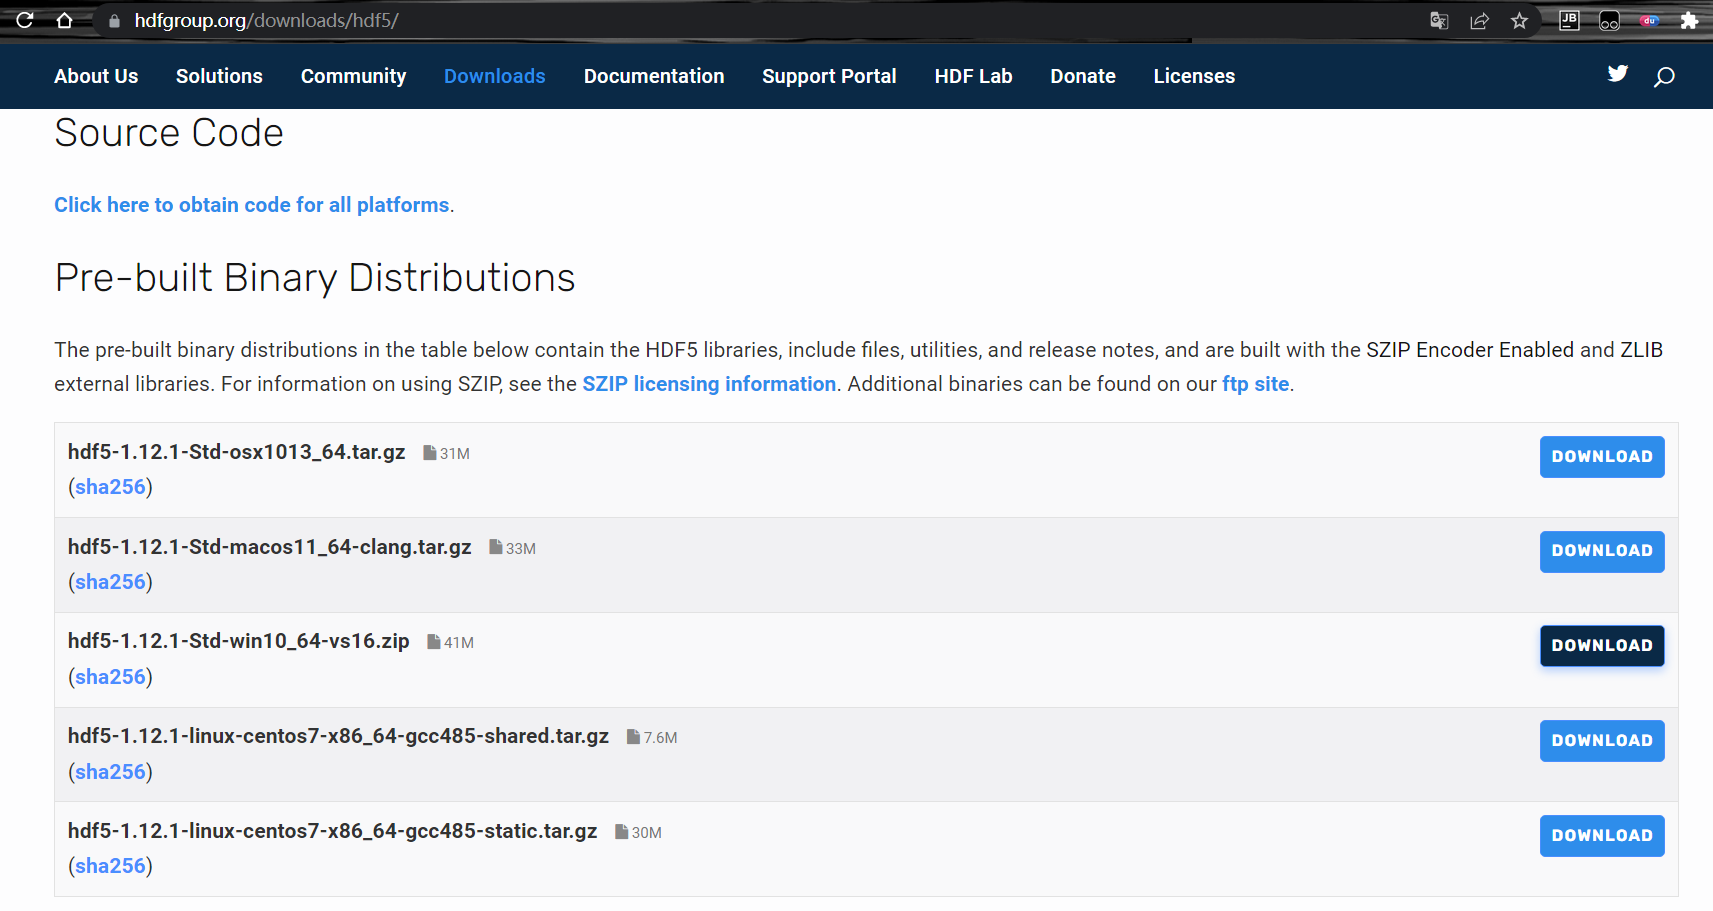 hdfgroup.org/downloads/hdf5/
JB
du
About Us Solutions Community Downloads Documentation Support Portal HDF Lab Donate Licenses
Source Code
Click here to obtain code for all platforms.
Pre-built Binary Distributions
The pre-built binary distributions in the table below contain the HDF5 libraries, include files, utilities, and release notes, and are built with the SZIP Encoder Enabled and ZLIB
external libraries. For information on using SZIP, see the SZIP licensing information. Additional binaries can be found on our ftp site.
hdf5-1.12.1-Std-osx1013_64.tar.gz 31M DOWNLOAD
(sha256)
hdf5-1.12.1-Std-macos11_64-clang.tar.gz 33M DOWNLOAD
(sha256)
hdf5-1.12.1-Std-win10_64-vs16.zip 41M DOWNLOAD
(sha256)
hdf5-1.12.1-linux-centos7-x86_64-gcc485-shared.tar.gz 7.6M DOWNLOAD
(sha256)
hdf5-1.12.1-linux-centos7-x86_64-gcc485-static.tar.gz 30M DOWNLOAD
(sha256)